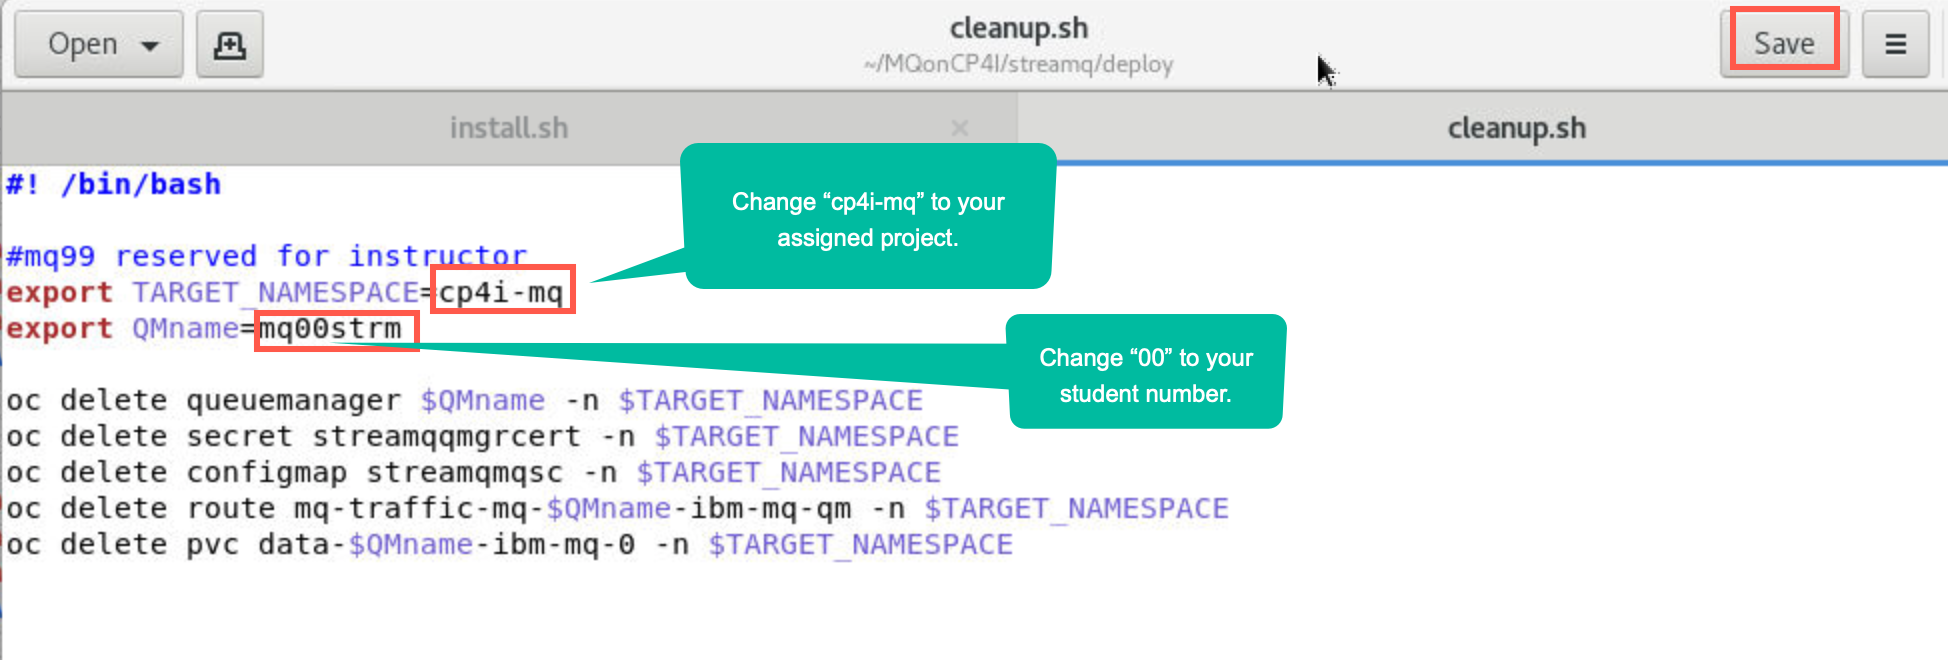 Open
cleanup.sh
~/MQonCP4I/streamq/deploy
Save
install.sh
cleanup.sh
#! /bin/bash
#mq99 reserved for instructor
export TARGET_NAMESPACE=cp4i-mq
export QMname=mq00strm
oc delete queuemanager $QMname -n $TARGET_NAMESPACE
oc delete secret streamqqmgrcert -n $TARGET_NAMESPACE
oc delete configmap streamqmqsc -n $TARGET_NAMESPACE
oc delete route mq-traffic-mq-$QMname-ibm-mq-qm -n $TARGET_NAMESPACE
oc delete pvc data-$QMname-ibm-mq-0 -n $TARGET_NAMESPACE
Change “cp4i-mq” to your
assigned project.
Change “00” to your
student number.